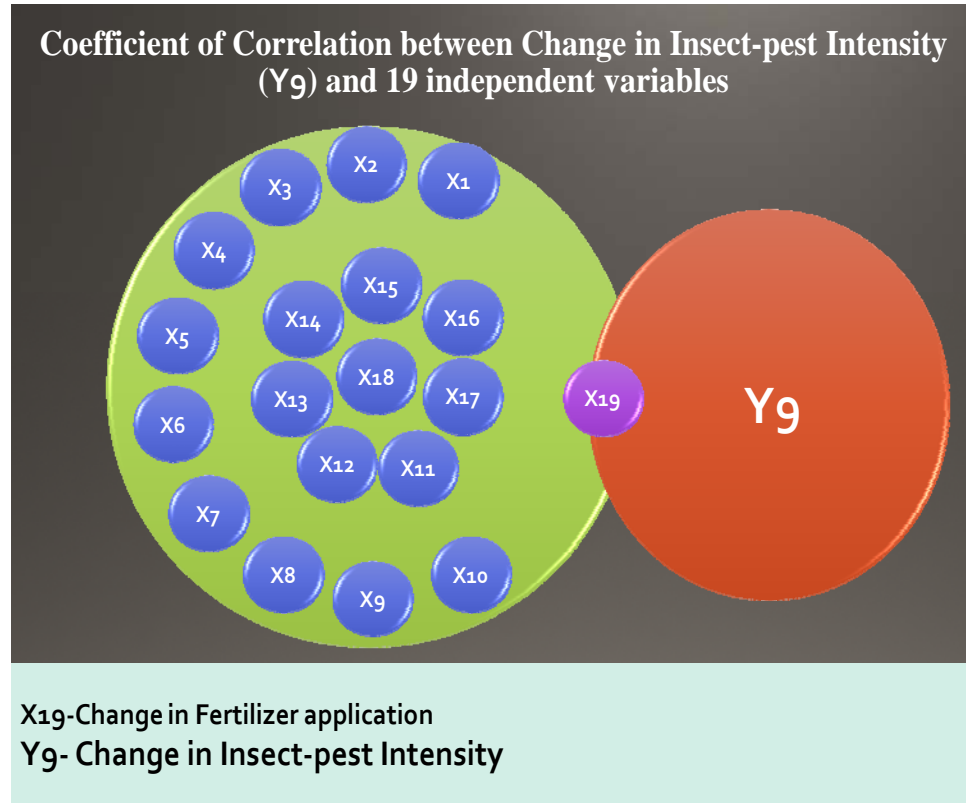 Coefficient of Correlation between Change in Insect-pest Intensity
(Y9) and 19 independent variables
X1
X2
X3
X4
X5
X6
X7
X8
X9
X10
X11
X12
X13
X14
X15
X16
X17
X18
X19
Y9
X19-Change in Fertilizer application
Y9- Change in Insect-pest Intensity